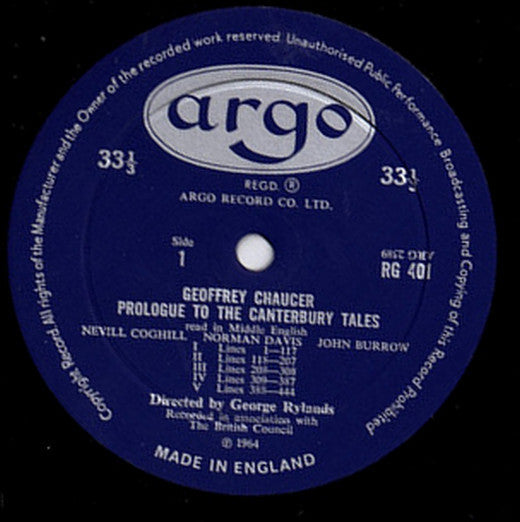 Copyright Record All rights of the Manufacturer and the Owner of the recorded work reserved. Unauthorised Public Performance Broadcasting and Copying of this Record Prohibited
argo
33⅓
33⅓
REGD. ®
ARGO RECORD CO. LTD.
Side
1
ARGO
RG 401
GEOFFREY CHAUCER
PROLOGUE TO THE CANTERBURY TALES
read in Middle English
NEVILL COGHILL NORMAN DAVIS JOHN BURROW
I Lines 1—117
II Lines 118—207
III Lines 208—308
IV Lines 309—387
V Lines 388—444
Directed by George Rylands
Recorded in association with
The British Council
℗ 1964
MADE IN ENGLAND